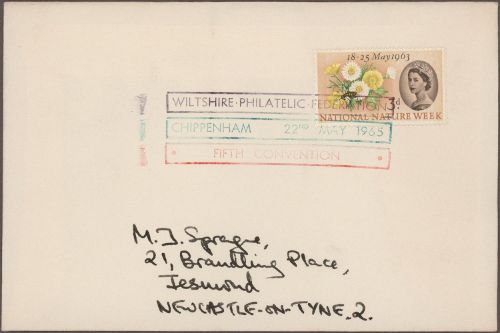 18-25 May 1963
3d
NATIONAL NATURE WEEK
WILTSHIRE·PHILATELIC·FEDERATION
CHIPPENHAM 22ND MAY 1965
· FIFTH CONVENTION ·
M.J. Sprague,
21, Brandling Place,
Jesmond
NEWCASTLE-ON-TYNE.2.